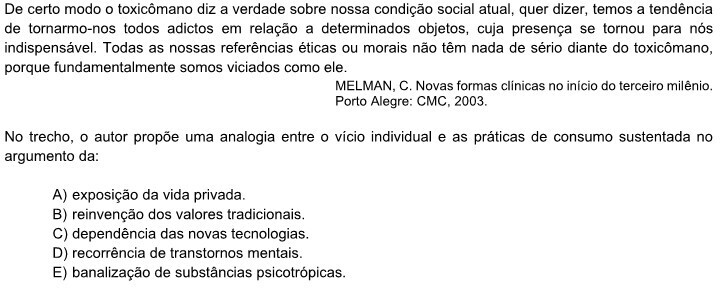 De certo modo o toxicômano diz a verdade sobre nossa condição social atual, quer dizer, temos a tendência
de tornarmo-nos todos adictos em relação a determinados objetos, cuja presença se tornou para nós
indispensável. Todas as nossas referências éticas ou morais não têm nada de sério diante do toxicômano,
porque fundamentalmente somos viciados como ele.
MELMAN, C. Novas formas clínicas no início do terceiro milênio.
Porto Alegre: CMC, 2003.
No trecho, o autor propõe uma analogia entre o vício individual e as práticas de consumo sustentada no
argumento da:
A) exposição da vida privada.
B) reinvenção dos valores tradicionais.
C) dependência das novas tecnologias.
D) recorrência de transtornos mentais.
E) banalização de substâncias psicotrópicas.